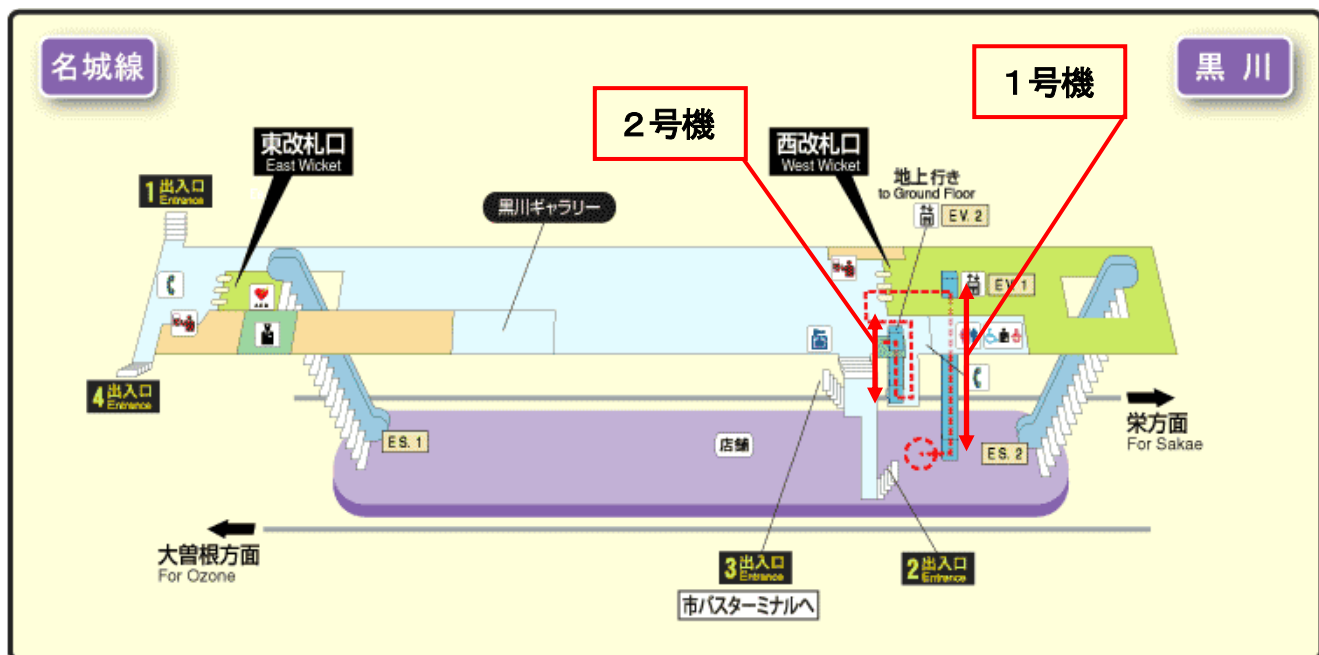 名城線
黒 川
１号機
２号機
東改札口
East Wicket
西改札口
West Wicket
地上行き
to Ground Floor
EV. 2
1 出入口
Entrance
黒川ギャラリー
EV. 1
AED
4 出入口
Entrance
栄方面
For Sakae
ES. 1
店舗
ES. 2
大曽根方面
For Ozone
3 出入口
Entrance
2 出入口
Entrance
市バスターミナルへ